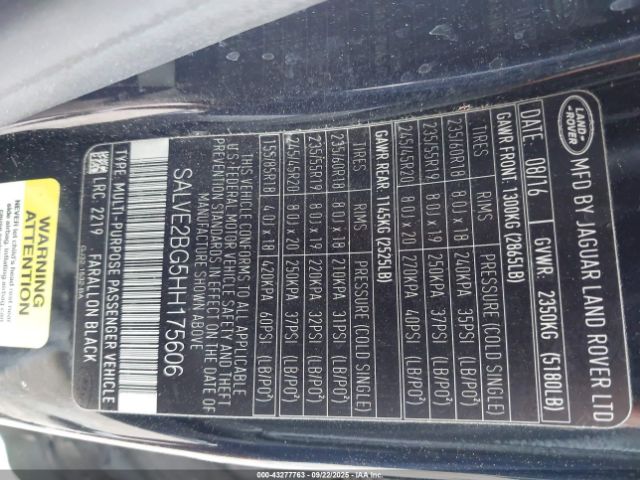 LAND
ROVER
MFD BY JAGUAR LAND ROVER LTD
DATE: 08/16 GVWR: 2350KG (5180LB)
GAWR FRONT 1300KG (2865LB)
TIRES RIMS PRESSURE (COLD SINGLE)
235/60R18 8.0J x 18 240KPA 35PSI (LB/PO²)
235/55R19 8.0J x 19 37PSI (LB/PO²)
245/45R20 8.0J x 20 40PSI (LB/PO²)
GAWR REAR: 1145KG (2525LB)
TIRES RIMS PRESSURE (COLD SINGLE)
235/60R18 8.0J x 18 210KPA 31PSI (LB/PO²)
235/55R19 8.0J x 19 220KPA 32PSI (LB/PO²)
245/45R20 8.0J x 20 250KPA 37PSI (LB/PO²)
155/85R18 4.0J x 18 420KPA 60PSI (LB/PO²)
THIS VEHICLE CONFORMS TO ALL APPLICABLE
U.S. FEDERAL MOTOR VEHICLE SAFETY AND THEFT
PREVENTION STANDARDS IN EFFECT ON THE DATE OF
MANUFACTURE SHOWN ABOVE
SALVE2BG5HH175606
TYPE: MULTI-PURPOSE PASSENGER VEHICLE
LRC: 2219 FARALLON BLACK
WARNING
ATTENTION
NEVER let child
000-43277763 - 09/22/2025 - IAA Inc.